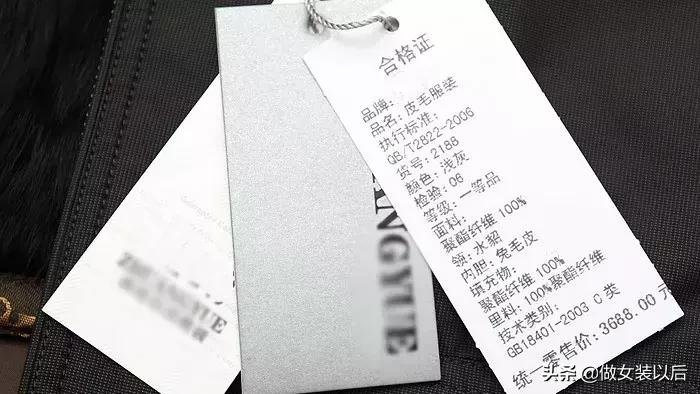 合格证
品牌:
品名: 皮毛服装
执行标准:
QB/T2822-2006
货号: 2188
颜色: 浅灰
检验: 06
等级: 一等品
面料:
聚酯纤维 100%
领: 水貂
内胆: 兔毛皮
填充物:
聚酯纤维 100%
里料: 100%聚酯纤维
技术类别:
GB18401-2003 C 类
统一零售价: 3688.00 元
ANGYUE
ZHUANGYUE
头条 @做女装以后